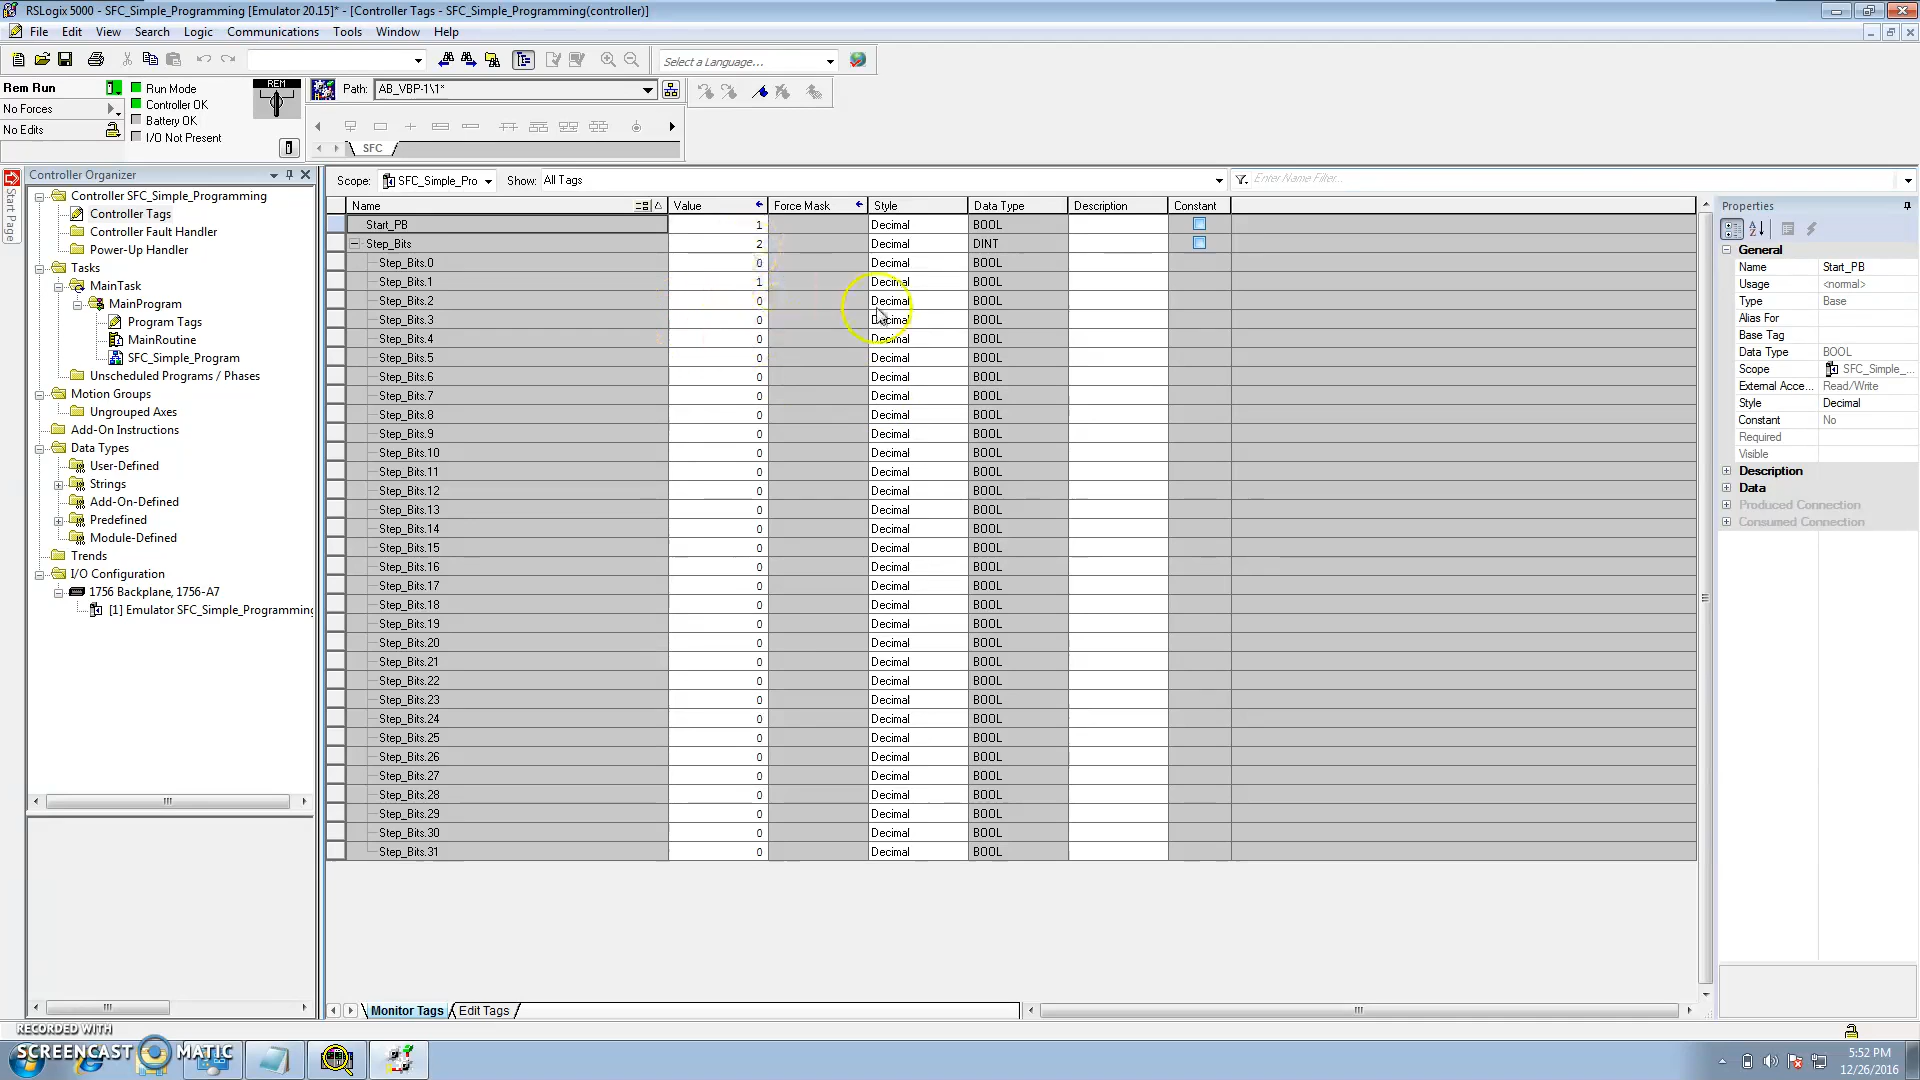 RSLogix 5000 - SFC_Simple_Programming [Emulator 20.15]* - [Controller Tags - SFC_Simple_Programming(controller)]
File Edit View Search Logic Communications Tools Window Help
Select a Language...
Rem Run
No Forces
No Edits
Run Mode
Controller OK
Battery OK
I/O Not Present
REM
Path: AB_VBP-1\1*
SFC
Start Page
Controller Organizer
Controller SFC_Simple_Programming
Controller Tags
Controller Fault Handler
Power-Up Handler
Tasks
MainTask
MainProgram
Program Tags
MainRoutine
SFC_Simple_Program
Unscheduled Programs / Phases
Motion Groups
Ungrouped Axes
Add-On Instructions
Data Types
User-Defined
Strings
Add-On-Defined
Predefined
Module-Defined
Trends
I/O Configuration
1756 Backplane, 1756-A7
[1] Emulator SFC_Simple_Programming
Scope: SFC_Simple_Pro Show: All Tags Enter Name Filter...
Name Value Force Mask Style Data Type Description Constant
Start_PB 1 Decimal BOOL
Step_Bits 2 Decimal DINT
Step_Bits.0 0 Decimal BOOL
Step_Bits.1 1 Decimal BOOL
Step_Bits.2 0 Decimal BOOL
Step_Bits.3 0 Decimal BOOL
Step_Bits.4 0 Decimal BOOL
Step_Bits.5 0 Decimal BOOL
Step_Bits.6 0 Decimal BOOL
Step_Bits.7 0 Decimal BOOL
Step_Bits.8 0 Decimal BOOL
Step_Bits.9 0 Decimal BOOL
Step_Bits.10 0 Decimal BOOL
Step_Bits.11 0 Decimal BOOL
Step_Bits.12 0 Decimal BOOL
Step_Bits.13 0 Decimal BOOL
Step_Bits.14 0 Decimal BOOL
Step_Bits.15 0 Decimal BOOL
Step_Bits.16 0 Decimal BOOL
Step_Bits.17 0 Decimal BOOL
Step_Bits.18 0 Decimal BOOL
Step_Bits.19 0 Decimal BOOL
Step_Bits.20 0 Decimal BOOL
Step_Bits.21 0 Decimal BOOL
Step_Bits.22 0 Decimal BOOL
Step_Bits.23 0 Decimal BOOL
Step_Bits.24 0 Decimal BOOL
Step_Bits.25 0 Decimal BOOL
Step_Bits.26 0 Decimal BOOL
Step_Bits.27 0 Decimal BOOL
Step_Bits.28 0 Decimal BOOL
Step_Bits.29 0 Decimal BOOL
Step_Bits.30 0 Decimal BOOL
Step_Bits.31 0 Decimal BOOL
Monitor Tags Edit Tags
Properties
General
Name Start_PB
Usage <normal>
Type Base
Alias For
Base Tag
Data Type BOOL
Scope SFC_Simple_...
External Acce... Read/Write
Style Decimal
Constant No
Required
Visible
Description
Data
Produced Connection
Consumed Connection
RECORDED WITH
SCREENCAST MATIC
5:52 PM
12/26/2016